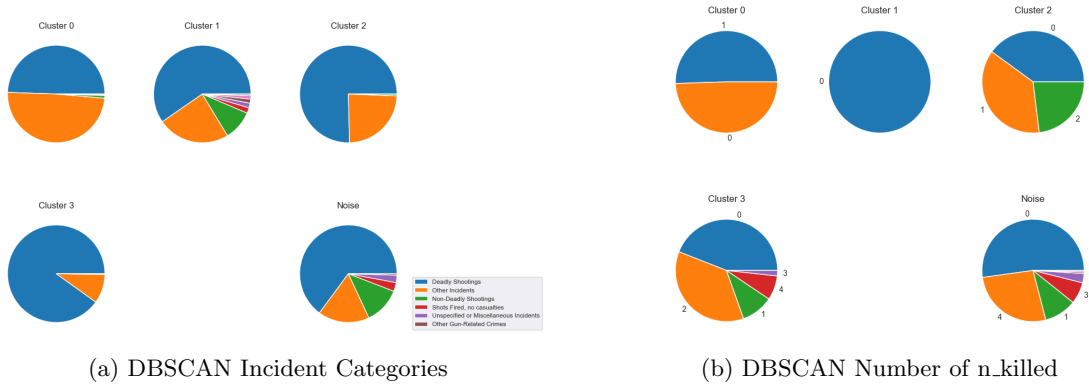 Cluster 0
Cluster 1
Cluster 2
Cluster 3
Noise
Deadly Shootings
Other Incidents
Non-Deadly Shootings
Shots Fired, no casualties
Unspecified or Miscellaneous Incidents
Other Gun-Related Crimes
(a) DBSCAN Incident Categories
Cluster 0
1
0
Cluster 1
0
Cluster 2
0
1
2
Cluster 3
0
2
1
4
3
Noise
0
4
1
3
(b) DBSCAN Number of n_killed